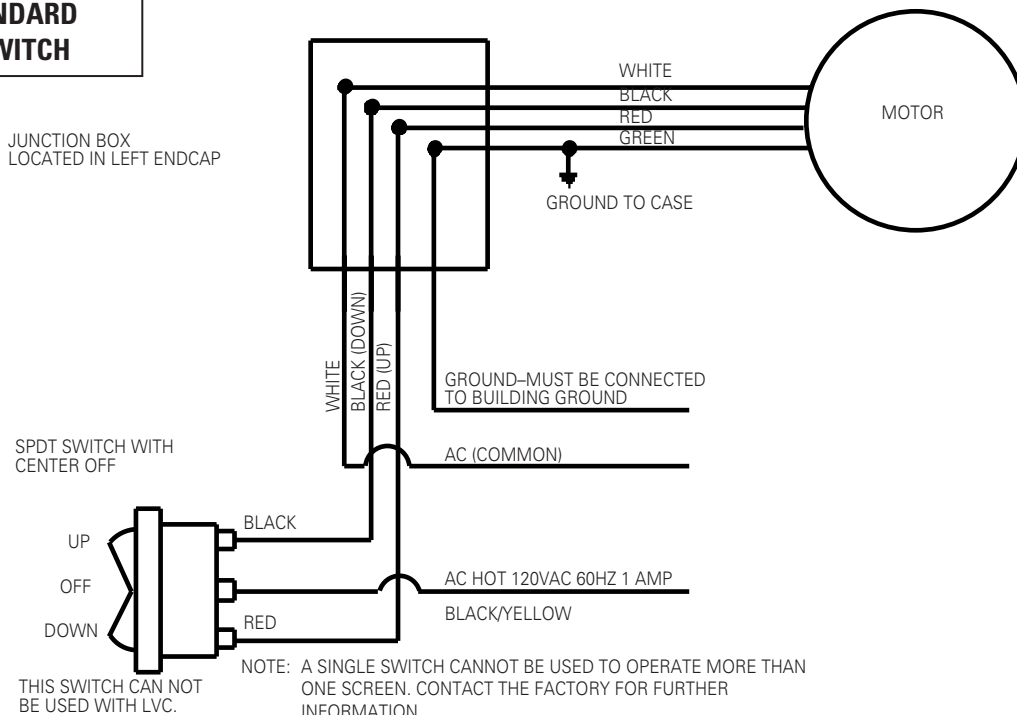 NDARD
WITCH
JUNCTION BOX
LOCATED IN LEFT ENDCAP
WHITE
BLACK
RED
GREEN
MOTOR
GROUND TO CASE
WHITE
BLACK (DOWN)
RED (UP)
GROUND–MUST BE CONNECTED
TO BUILDING GROUND
AC (COMMON)
SPDT SWITCH WITH
CENTER OFF
UP
OFF
DOWN
BLACK
RED
AC HOT 120VAC 60HZ 1 AMP
BLACK/YELLOW
THIS SWITCH CAN NOT
BE USED WITH LVC.
NOTE: A SINGLE SWITCH CANNOT BE USED TO OPERATE MORE THAN
ONE SCREEN. CONTACT THE FACTORY FOR FURTHER
INFORMATION